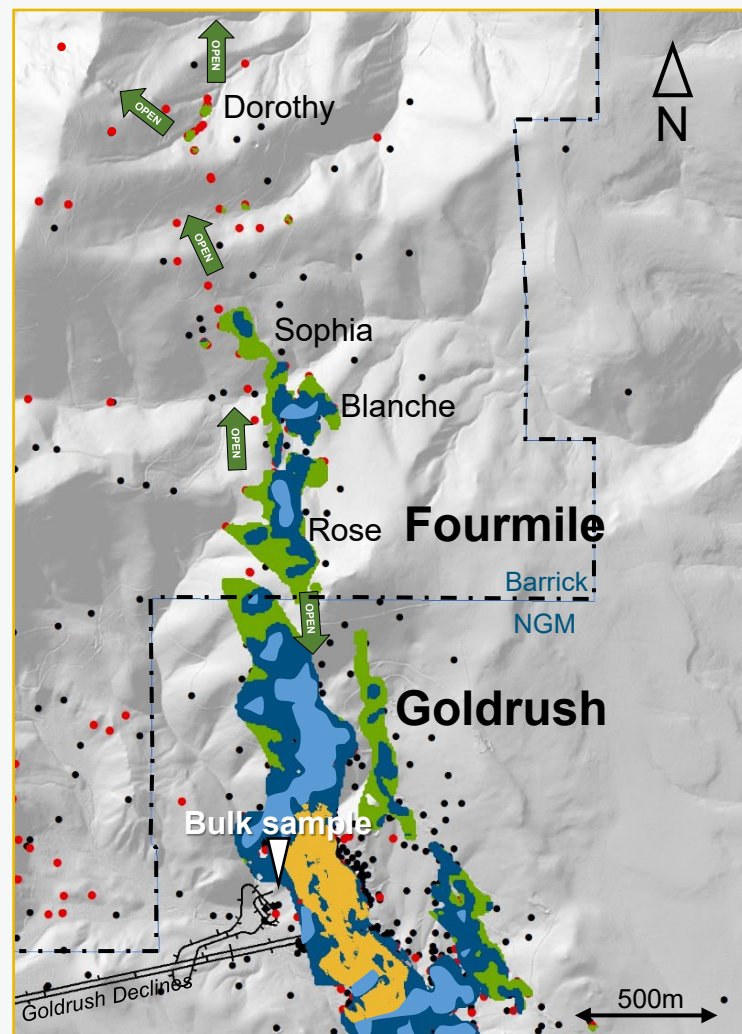 OPEN
OPEN
Dorothy
N
OPEN
Sophia
Blanche
OPEN
Rose
Fourmile
Barrick
OPEN
NGM
Goldrush
Bulk sample
Goldrush Declines
500m